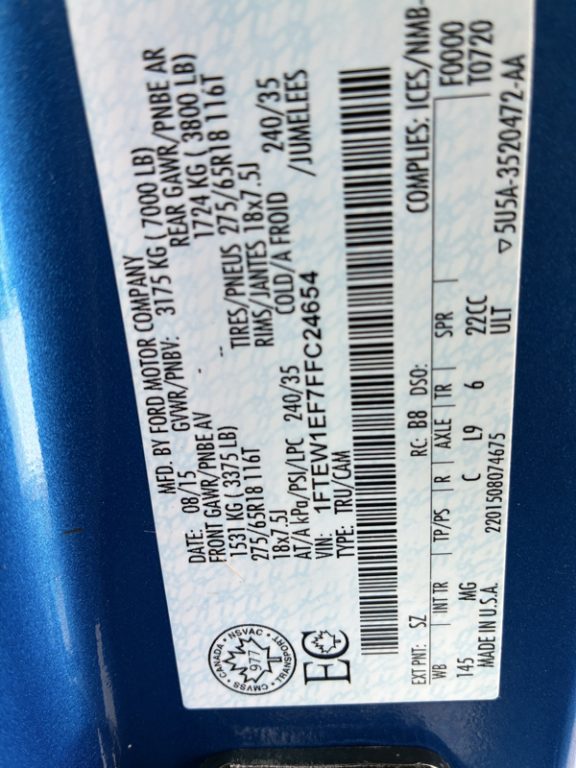 MFD. BY FORD MOTOR COMPANY
DATE: 08/15 GVWR/PNBV: 3175 KG ( 7000 LB)
FRONT GAWR/PNBE AV REAR GAWR/PNBE AR
1531 KG ( 3375 LB) 1724 KG ( 3800 LB)
275/65R18 116T TIRES/PNEUS 275/65R18 116T
18x7.5J RIMS/JANTES 18x7.5J
AT/A kPa/PSI/LPC 240/35 COLD/A FROID 240/35
VIN: 1FTEW1EF7FFC24654 /JUMELEES
TYPE: TRU/CAM
CMVSS • CANADA • NSVAC • TRANSPORT
977
T
EC
COMPLIES: ICES/NMB-
EXT PNT: SZ RC: B8 DSO: F0000
WB INT TR TP/PS R AXLE TR SPR T0720
145 MG C L9 6 22CC
MADE IN U.S.A. 2201508074675 ULT ▽5U5A-3520472-AA